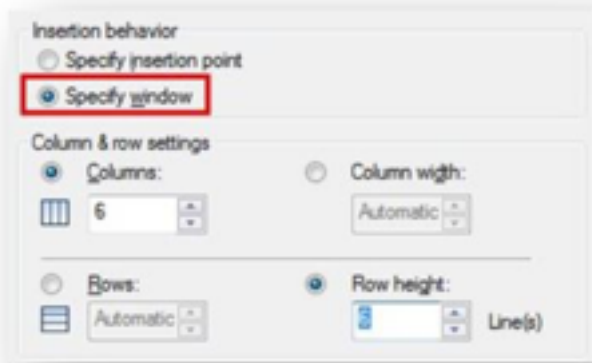 Insertion behavior
Specify insertion point
Specify window
Column & row settings
Columns: Column width:
6 Automatic
Rows: Row height:
Automatic Line(s)